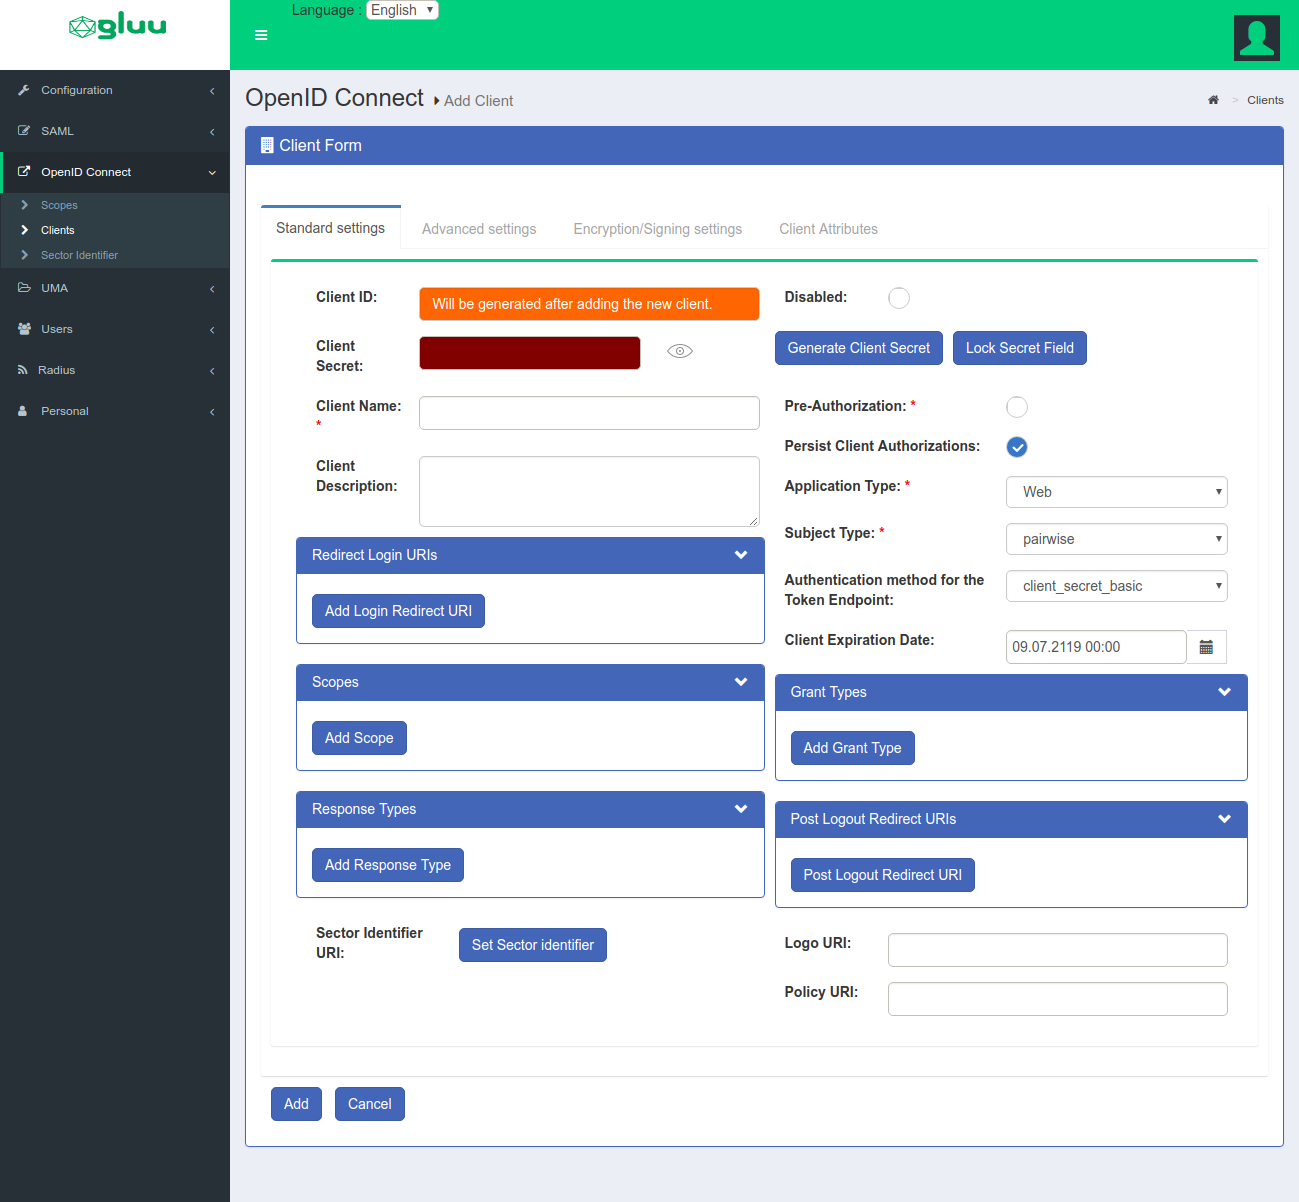 gluu
Language : English
Configuration
SAML
OpenID Connect
Scopes
Clients
Sector Identifier
UMA
Users
Radius
Personal
OpenID Connect Add Client
> Clients
Client Form
Standard settings Advanced settings Encryption/Signing settings Client Attributes
Client ID: Will be generated after adding the new client.
Client
Secret:
Client Name:
*
Client
Description:
Redirect Login URIs
Add Login Redirect URI
Scopes
Add Scope
Response Types
Add Response Type
Sector Identifier
URI:
Set Sector identifier
Disabled:
Generate Client Secret Lock Secret Field
Pre-Authorization: *
Persist Client Authorizations:
Application Type: * Web
Subject Type: * pairwise
Authentication method for the
Token Endpoint:
client_secret_basic
Client Expiration Date: 09.07.2119 00:00
Grant Types
Add Grant Type
Post Logout Redirect URIs
Post Logout Redirect URI
Logo URI:
Policy URI:
Add Cancel